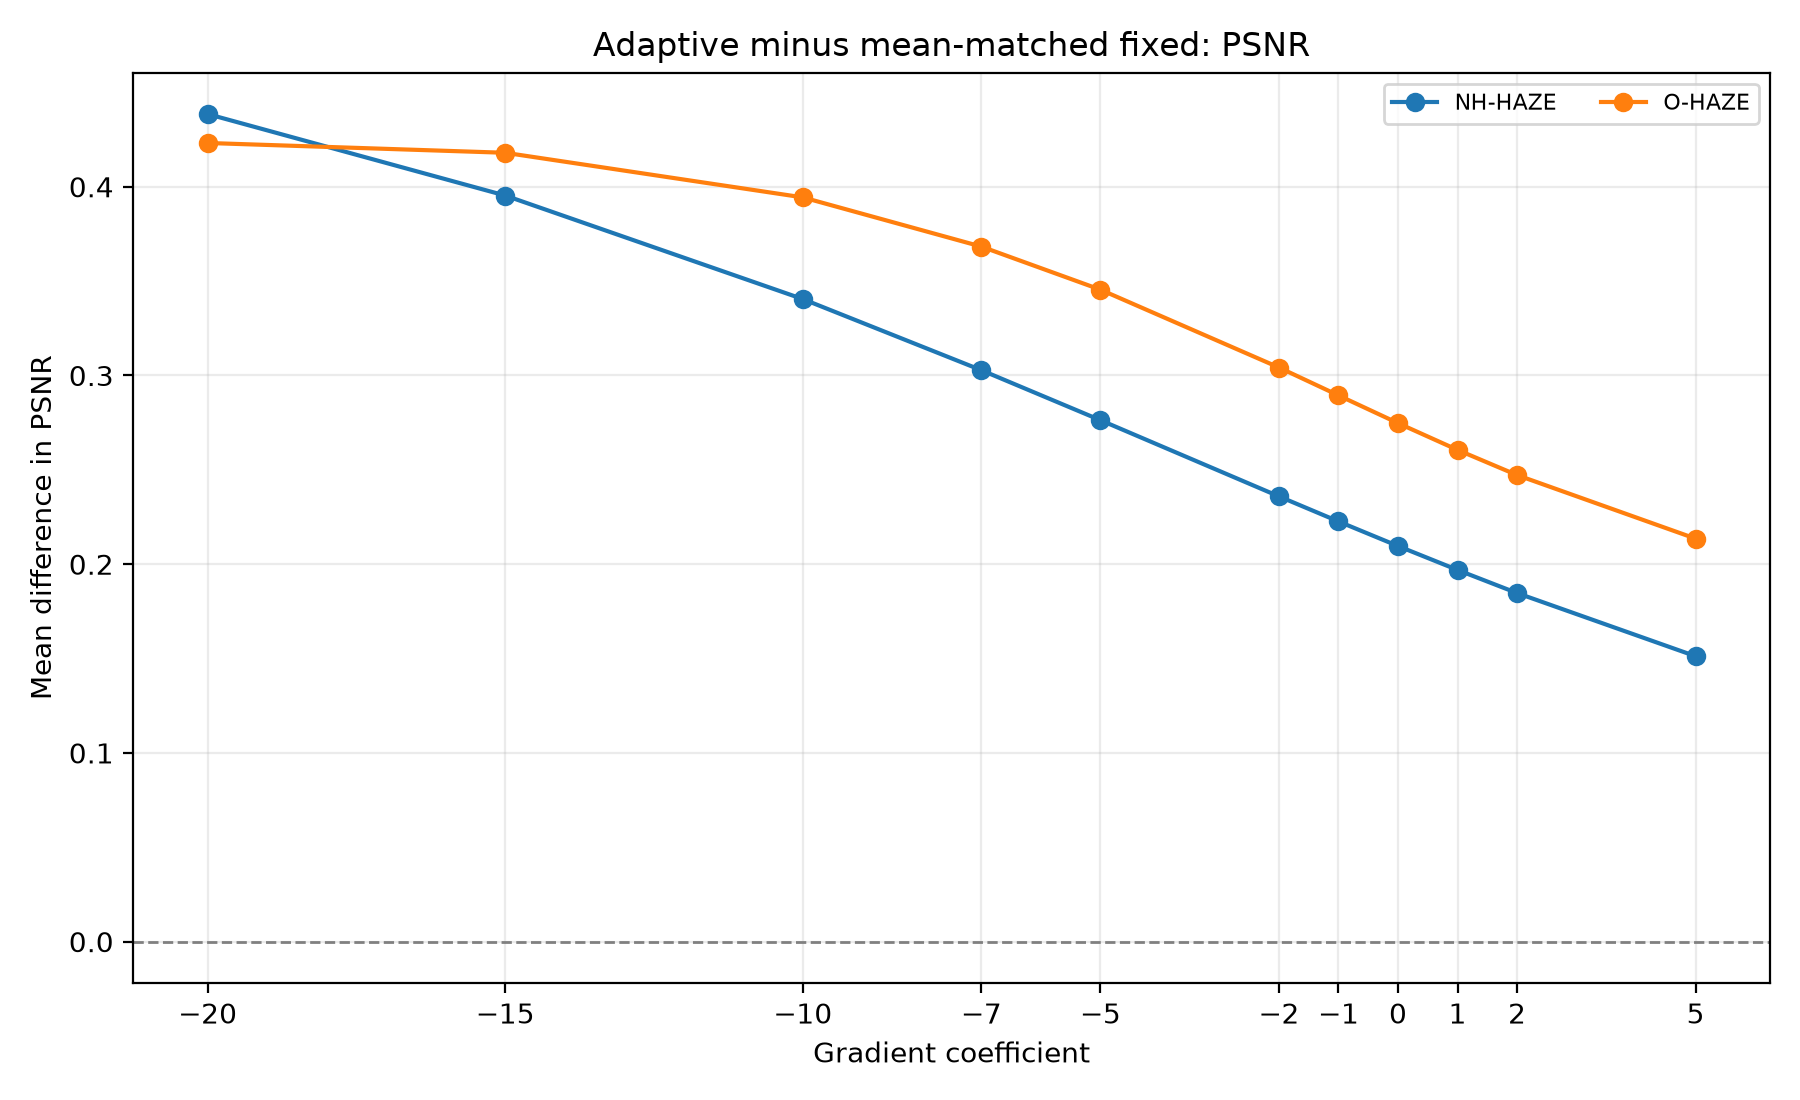 Adaptive minus mean-matched fixed: PSNR
NH-HAZE O-HAZE
Mean difference in PSNR
0.4
0.3
0.2
0.1
0.0
−20 −15 −10 −7 −5 −2 −1 0 1 2 5
Gradient coefficient